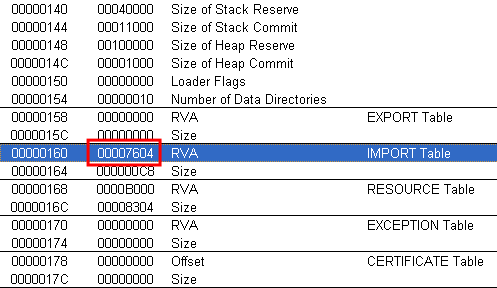 00000140 00040000 Size of Stack Reserve
00000144 00011000 Size of Stack Commit
00000148 00100000 Size of Heap Reserve
0000014C 00001000 Size of Heap Commit
00000150 00000000 Loader Flags
00000154 00000010 Number of Data Directories
00000158 00000000 RVA EXPORT Table
0000015C 00000000 Size
00000160 00007604 RVA IMPORT Table
00000164 000000C8 Size
00000168 0000B000 RVA RESOURCE Table
0000016C 00008304 Size
00000170 00000000 RVA EXCEPTION Table
00000174 00000000 Size
00000178 00000000 Offset CERTIFICATE Table
0000017C 00000000 Size